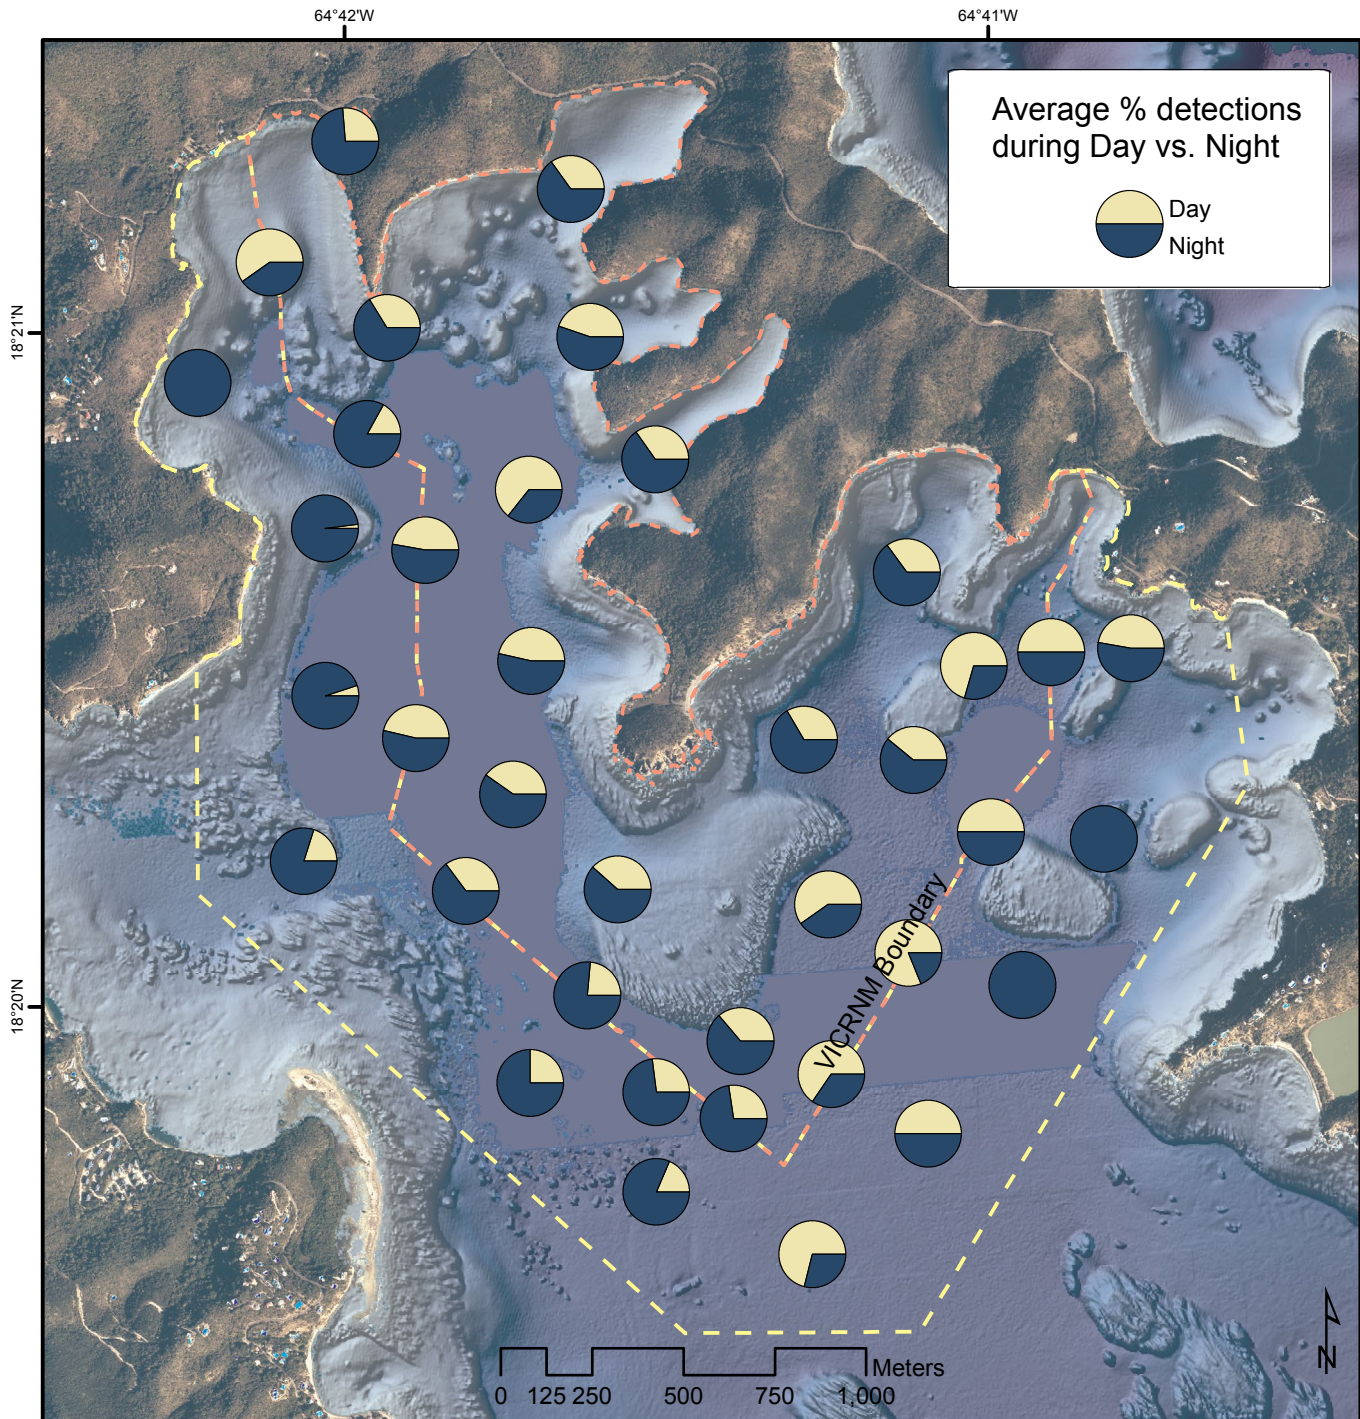 64°42'W
64°41'W
Average % detections
during Day vs. Night
Day
Night
18°21'N
18°20'N
VICRNM Boundary
Meters
0 125 250 500 750 1,000
N